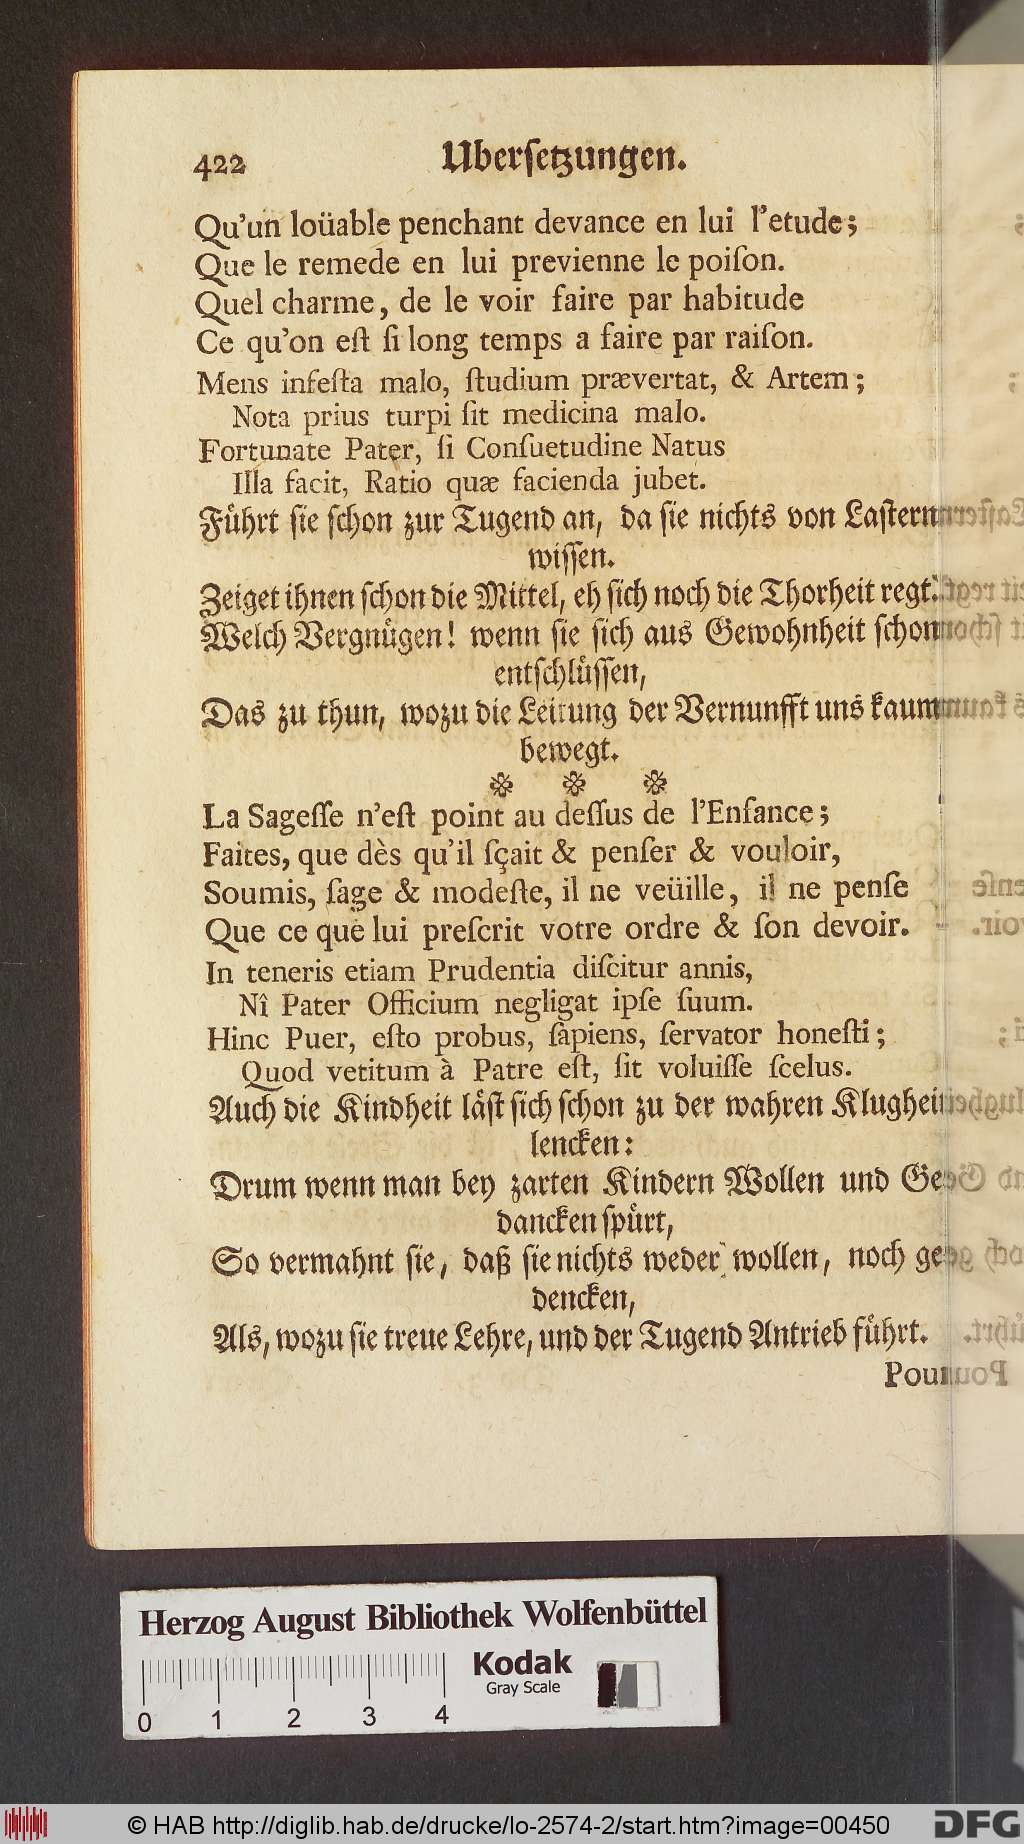 422 Ubersetzungen.
Qu'un loüable penchant devance en lui l'etude;
Que le remede en lui previenne le poiſon.
Quel charme, de le voir faire par habitude
Ce qu'on eſt ſi long temps a faire par raiſon.
Mens infeſta malo, ſtudium prævertat, & Artem;
Nota prius turpi ſit medicina malo.
Fortunate Pater, ſi Conſuetudine Natus
Illa facit, Ratio quæ facienda jubet.
Führt ſie ſchon zur Tugend an, da ſie nichts von Laſtern
wiſſen.
Zeiget ihnen ſchon die Mittel, eh ſich noch die Thorheit regt.
Welch Vergnügen! wenn ſie ſich aus Gewohnheit ſchon
entſchlüſſen,
Das zu thun, wozu die Leitung der Vernunfft uns kaum
bewegt.
La Sageſſe n'eſt point au deſſus de l'Enfance;
Faites, que dès qu'il ſçait & penſer & vouloir,
Soumis, ſage & modeſte, il ne veüille, il ne penſe
Que ce que lui preſcrit votre ordre & ſon devoir.
In teneris etiam Prudentia diſcitur annis,
Nî Pater Officium negligat ipſe ſuum.
Hinc Puer, eſto probus, ſapiens, ſervator honeſti;
Quod vetitum à Patre eſt, ſit voluiſſe ſcelus.
Auch die Kindheit läſt ſich ſchon zu der wahren Klugheit
lencken:
Drum wenn man bey zarten Kindern Wollen und Ge-
dancken ſpürt,
So vermahnt ſie, daß ſie nichts weder wollen, noch ge-
dencken,
Als, wozu ſie treue Lehre, und der Tugend Antrieb führt.
Pour
Herzog August Bibliothek Wolfenbüttel
Kodak
Gray Scale
0 1 2 3 4
© HAB http://diglib.hab.de/drucke/lo-2574-2/start.htm?image=00450
DFG